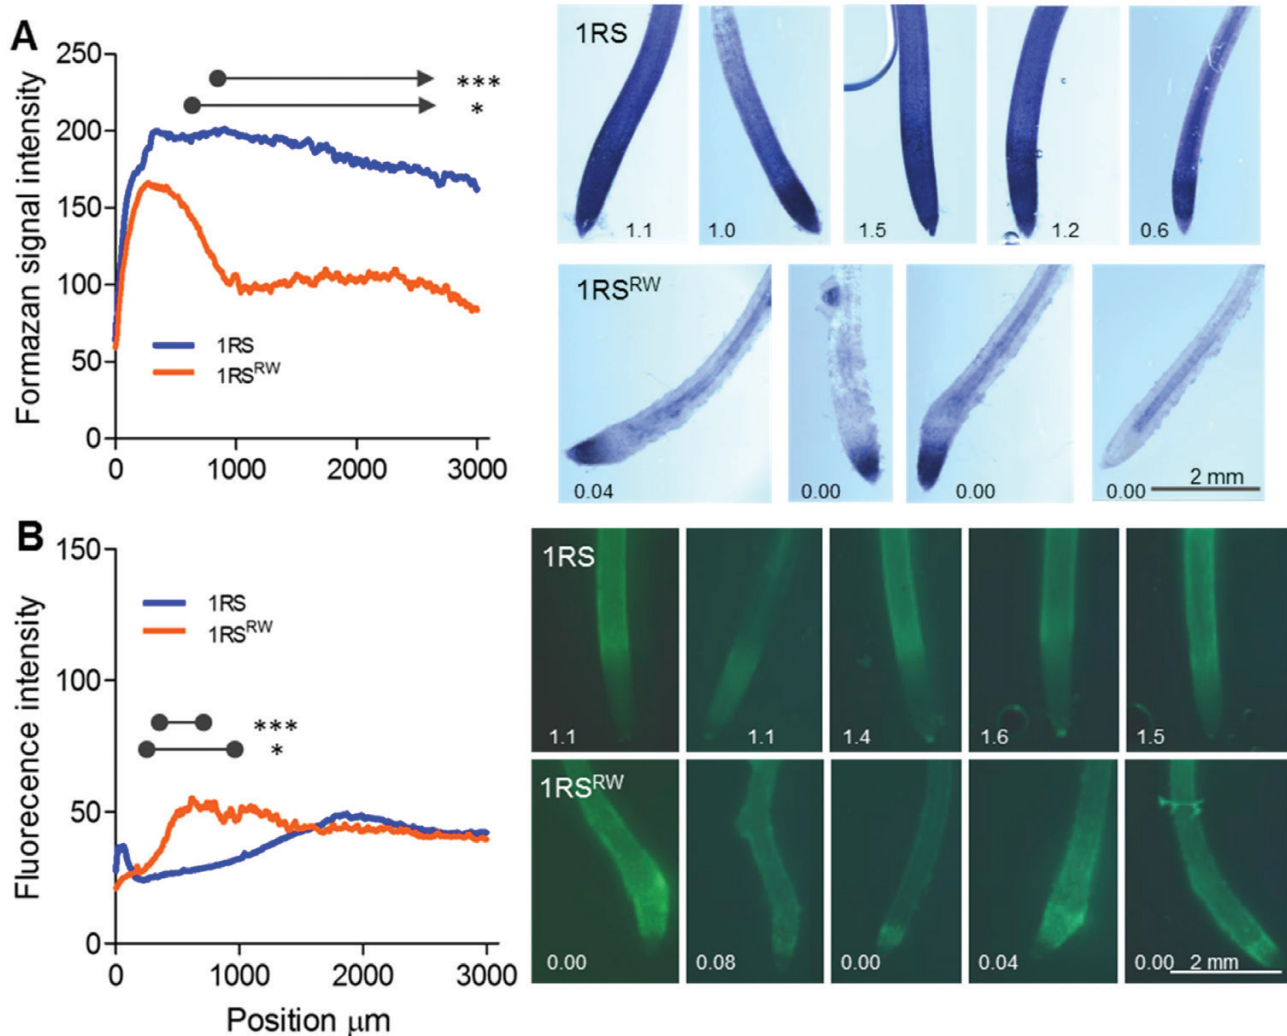 A
Formazan signal intensity
250
200
150
100
50
0
0 1000 2000 3000
***
*
1RS
1RSRW
1RS
1.1 1.0 1.5 1.2 0.6
1RSRW
0.04 0.00 0.00 0.00 2 mm
B
Fluorecence intensity
150
100
50
0
0 1000 2000 3000
Position μm
1RS
1RSRW
***
*
1RS
1.1 1.1 1.4 1.6 1.5
1RSRW
0.00 0.08 0.00 0.04 0.00 2 mm